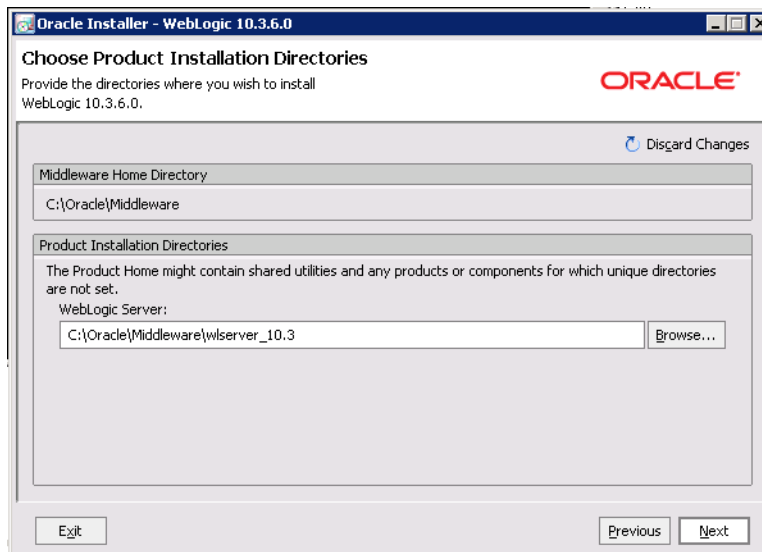 Oracle Installer - WebLogic 10.3.6.0
Choose Product Installation Directories
Provide the directories where you wish to install
WebLogic 10.3.6.0.
ORACLE
Discard Changes
Middleware Home Directory
C:\Oracle\Middleware
Product Installation Directories
The Product Home might contain shared utilities and any products or components for which unique directories
are not set.
WebLogic Server:
C:\Oracle\Middleware\wlserver_10.3
Browse...
Exit
Previous
Next